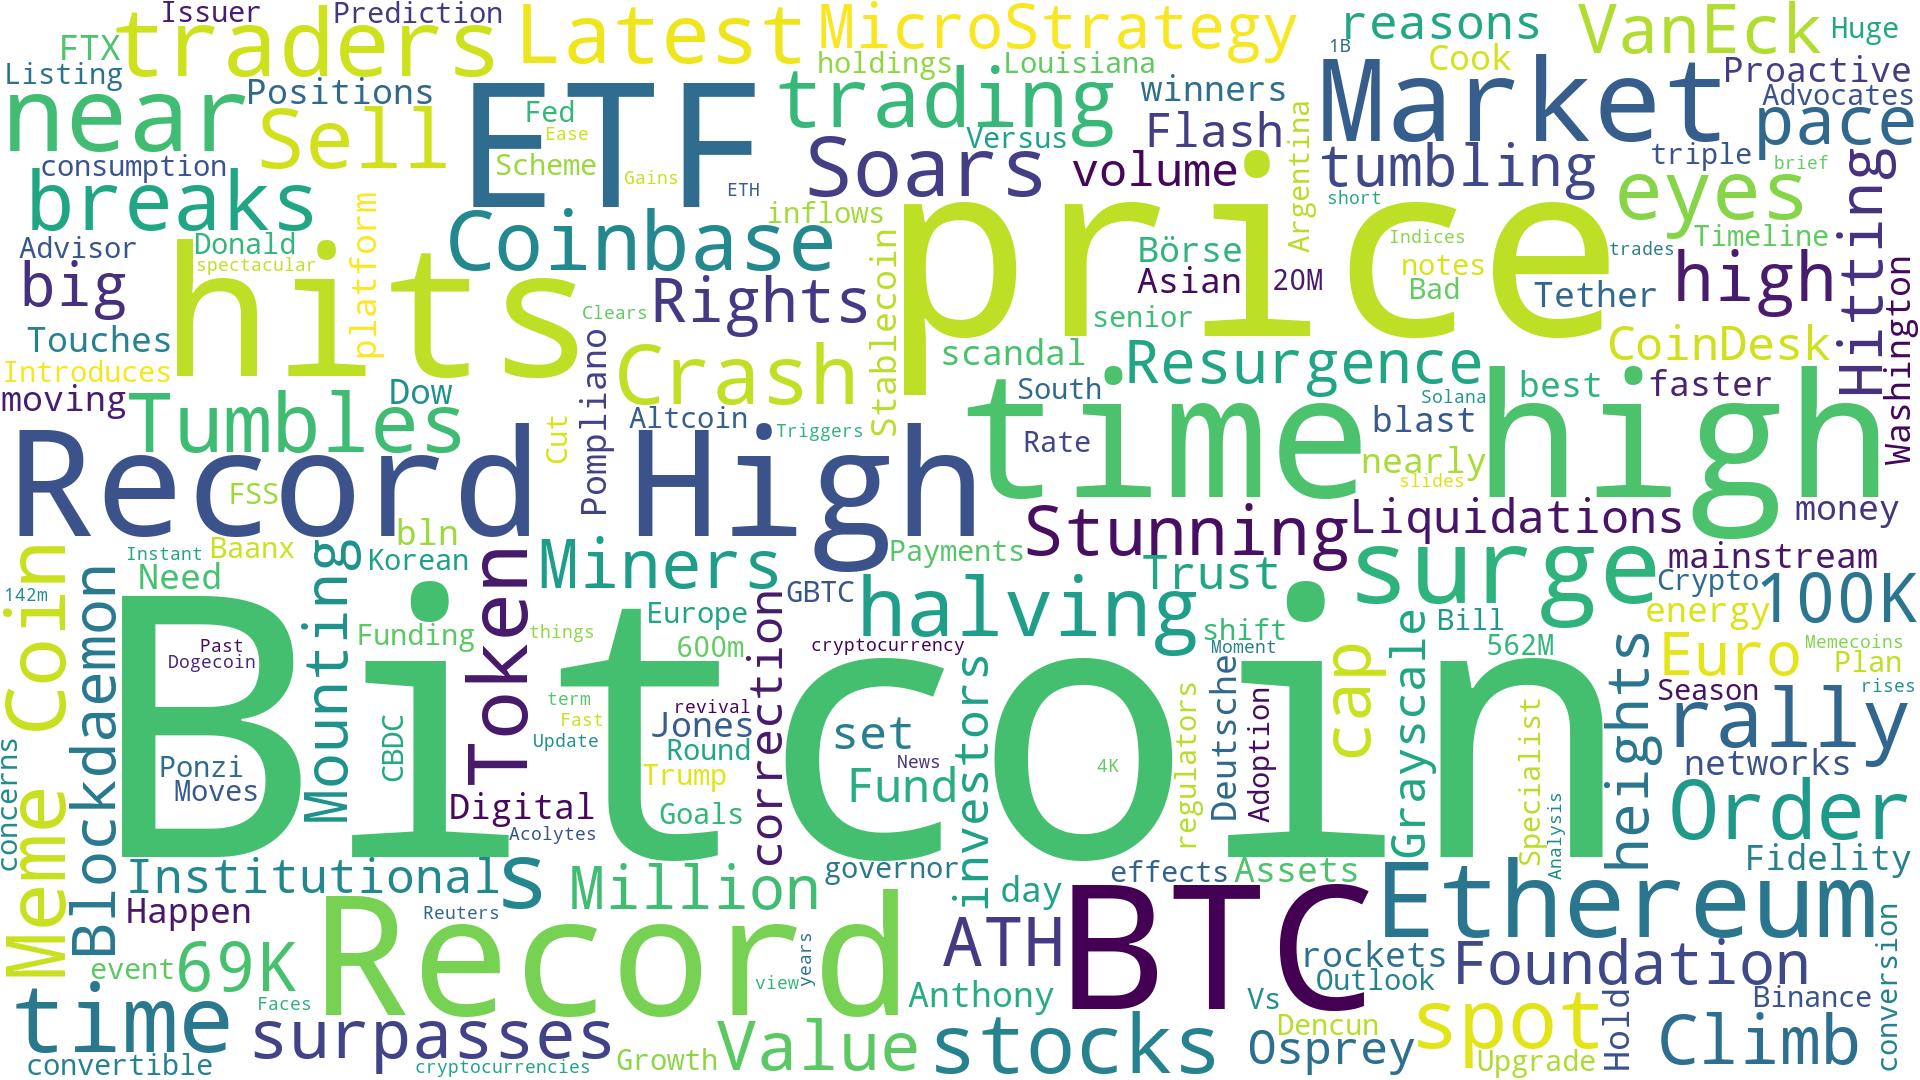 Issuer
Prediction
FTX
traders
Latest
MicroStrategy
reasons
VanEck
Huge
1B
Cook
Listing
near
Positions
holdings
Louisiana
winners
Proactive
Advocates
Sell
ETF
Fed
Ease
Scheme
Gains
ETH
trading
Versus
Flash
Argentina
Market
pace
consumption
breaks
platform
Soars
volume
tumbling
triple
brief
short
eyes
Hitting
Advisor
Donald
spectacular
Coinbase
inflows
price
Börse
Asian
20M
Indices
notes
Bad
trades
Timeline
big
hits
Rights
Clears
Stablecoin
senior
Tether
high
Washington
Touches
Introduces
moving
Tumbles
Dow
Crash
Pompliano
scandal
Resurgence
CoinDesk
South
Solana
best
faster
Altcoin
Triggers
Cut
Rate
blast
nearly
slides
time high
Record High
FSS
money
Stunning
Liquidations
bln
Baanx
Instant
Korean
Need
Mounting
Token
Miners
Payments
GBTC
halving
Trust
surge
mainstream
Crypto
100K
142m
Meme Coin
Blockdaemon
Funding
things
Europe
600m
correction
cryptocurrency
shift
Moment
Bill
energy
562M
Euro
Memecoins
Plan
Past
Dogecoin
Bitcoin
term
Fast
Update
revival
Jones
Round
Trump
Goals
set
News
Fund
investors
4K
regulators
Deutsche
Adoption
cap
Grayscale
Specialist
Analysis
heights
Season
rally
rises
networks
Ponzi
Moves
CBDC
Digital
Acolytes
concerns
Order
Fidelity
Institutional
s
Million
governor
day
effects
Assets
Happen
Reuters
Record
years
view
ATH
BTC
Ethereum
event
69K
Faces
rockets
Outlook
Foundation
conversion
time
surpasses
Anthony
Vs
Dencun
spot
Hold
Binance
convertible
cryptocurrencies
Growth
Value
stocks
Osprey
Upgrade
Climb